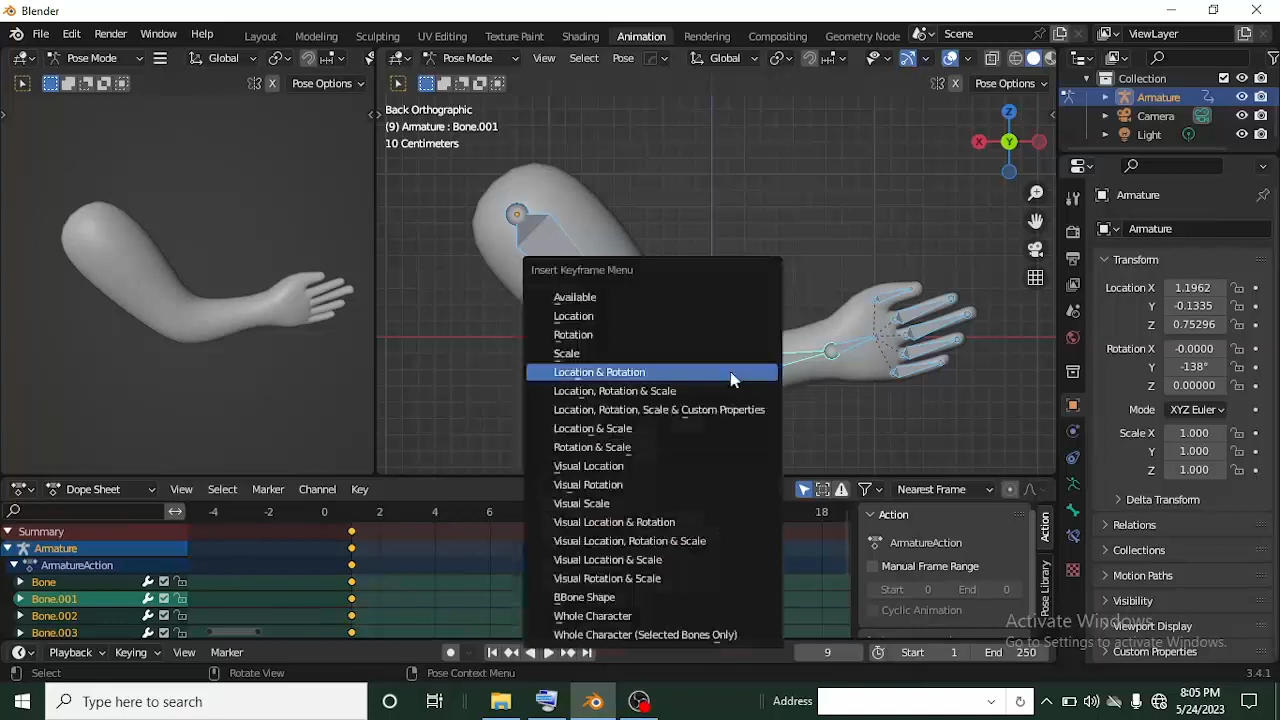 Blender
File Edit Render Window Help Layout Modeling Sculpting UV Editing Texture Paint Shading Animation Rendering Compositing Geometry Node Scene ViewLayer
Pose Mode Global Pose Mode View Select Pose Global
X Pose Options X Pose Options
Back Orthographic
(9) Armature : Bone.001
10 Centimeters
Z
X Y
Collection
Armature
Camera
Light
Armature
Armature
Transform
Location X 1.1962
Y -0.1335
Z 0.75296
Rotation X -0.0000
Y -138°
Z 0.00000
Mode XYZ Euler
Scale X 1.000
Y 1.000
Z 1.000
Delta Transform
Relations
Collections
Motion Paths
Visibility
Viewport Display
Custom Properties
Insert Keyframe Menu
Available
Location
Rotation
Scale
Location & Rotation
Location, Rotation & Scale
Location, Rotation, Scale & Custom Properties
Location & Scale
Rotation & Scale
Visual Location
Visual Rotation
Visual Scale
Visual Location & Rotation
Visual Location, Rotation & Scale
Visual Location & Scale
Visual Rotation & Scale
BBone Shape
Whole Character
Whole Character (Selected Bones Only)
Dope Sheet View Select Marker Channel Key Nearest Frame
-4 -2 0 2 4 6 18
Summary
Armature
ArmatureAction
Bone
Bone.001
Bone.002
Bone.003
Action
ArmatureAction
Manual Frame Range
Start 0 End 0
Cyclic Animation
Action
Pose Library
Activate Windows
Go to Settings to activate Windows.
Playback Keying View Marker 9 Start 1 End 250
Select Rotate View Pose Context Menu 3.4.1
Type here to search Address 8:05 PM
5/24/2023